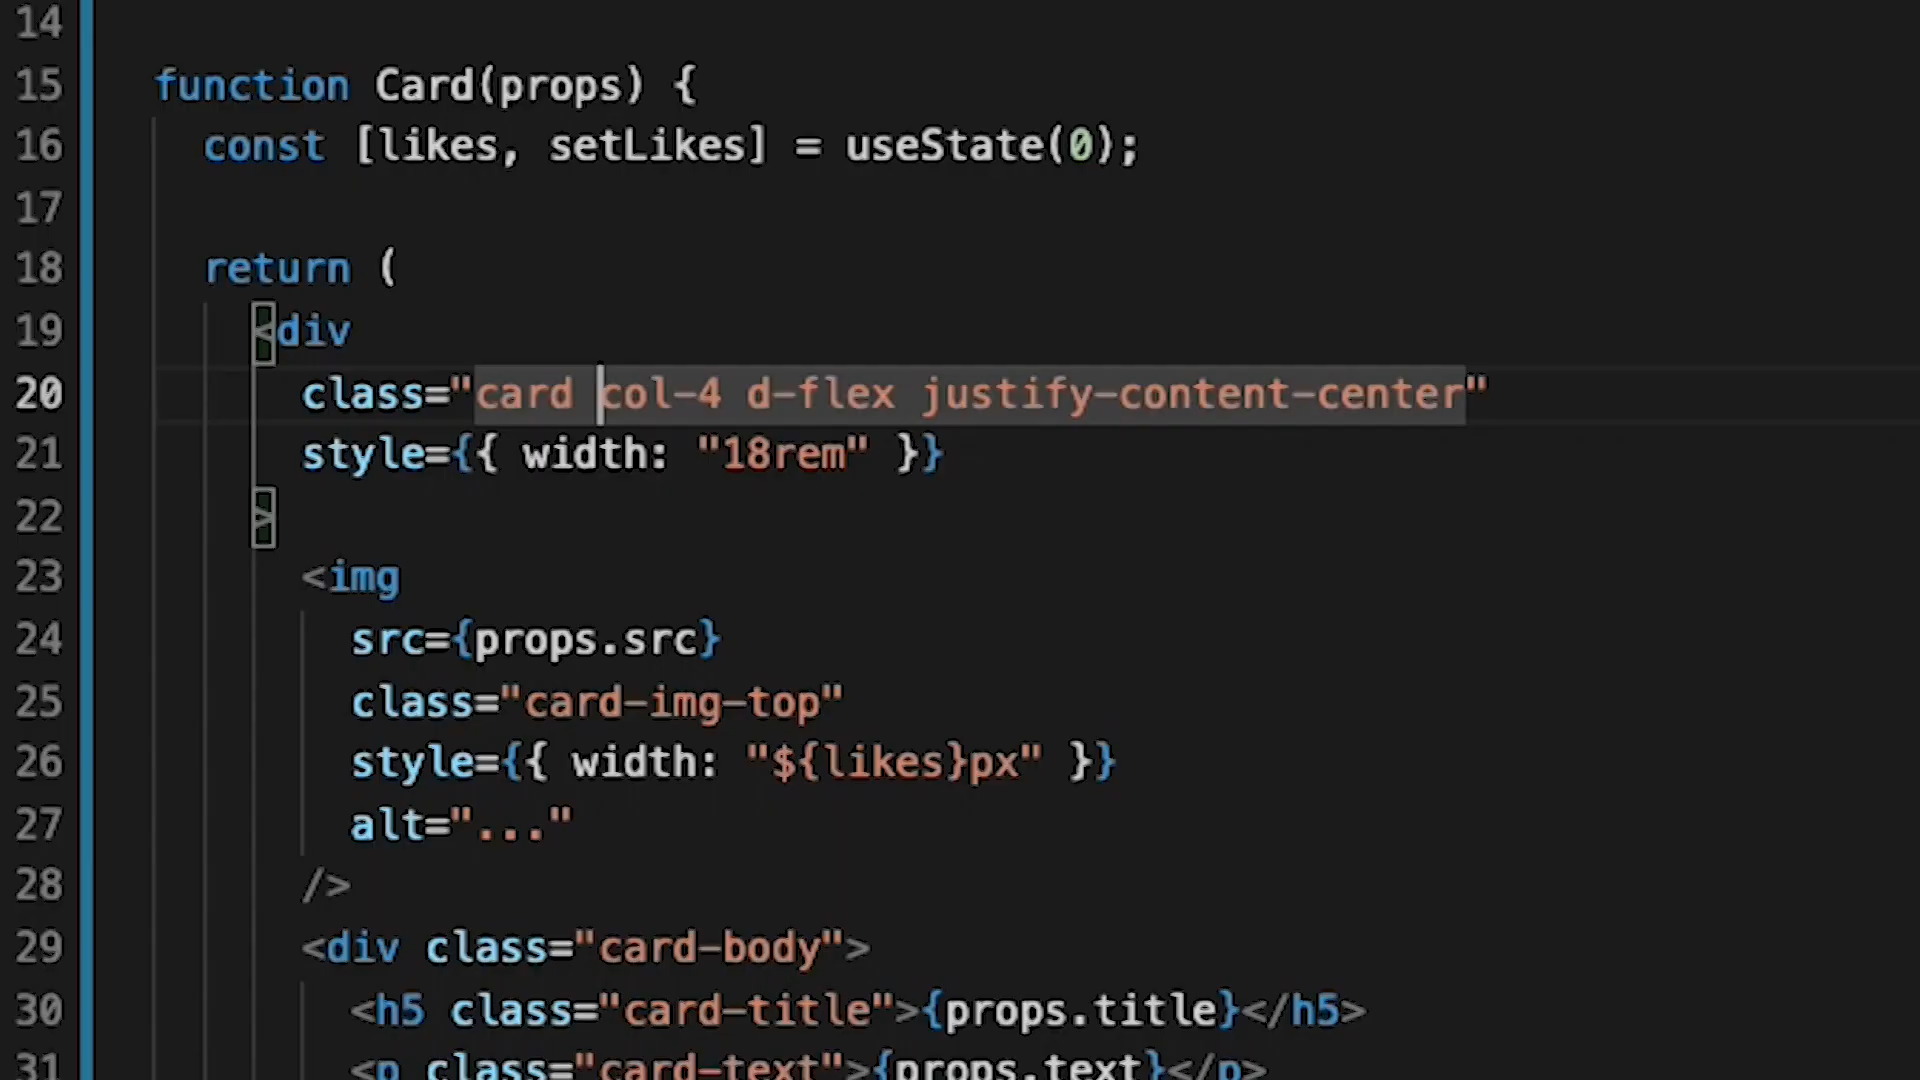 14
15 function Card(props) {
16 const [likes, setLikes] = useState(0);
17
18 return (
19 <div
20 class="card col-4 d-flex justify-content-center"
21 style={{ width: "18rem" }}
22 >
23 <img
24 src={props.src}
25 class="card-img-top"
26 style={{ width: "${likes}px" }}
27 alt="..."
28 />
29 <div class="card-body">
30 <h5 class="card-title">{props.title}</h5>
31 <p class="card-text">{props.text}</p>